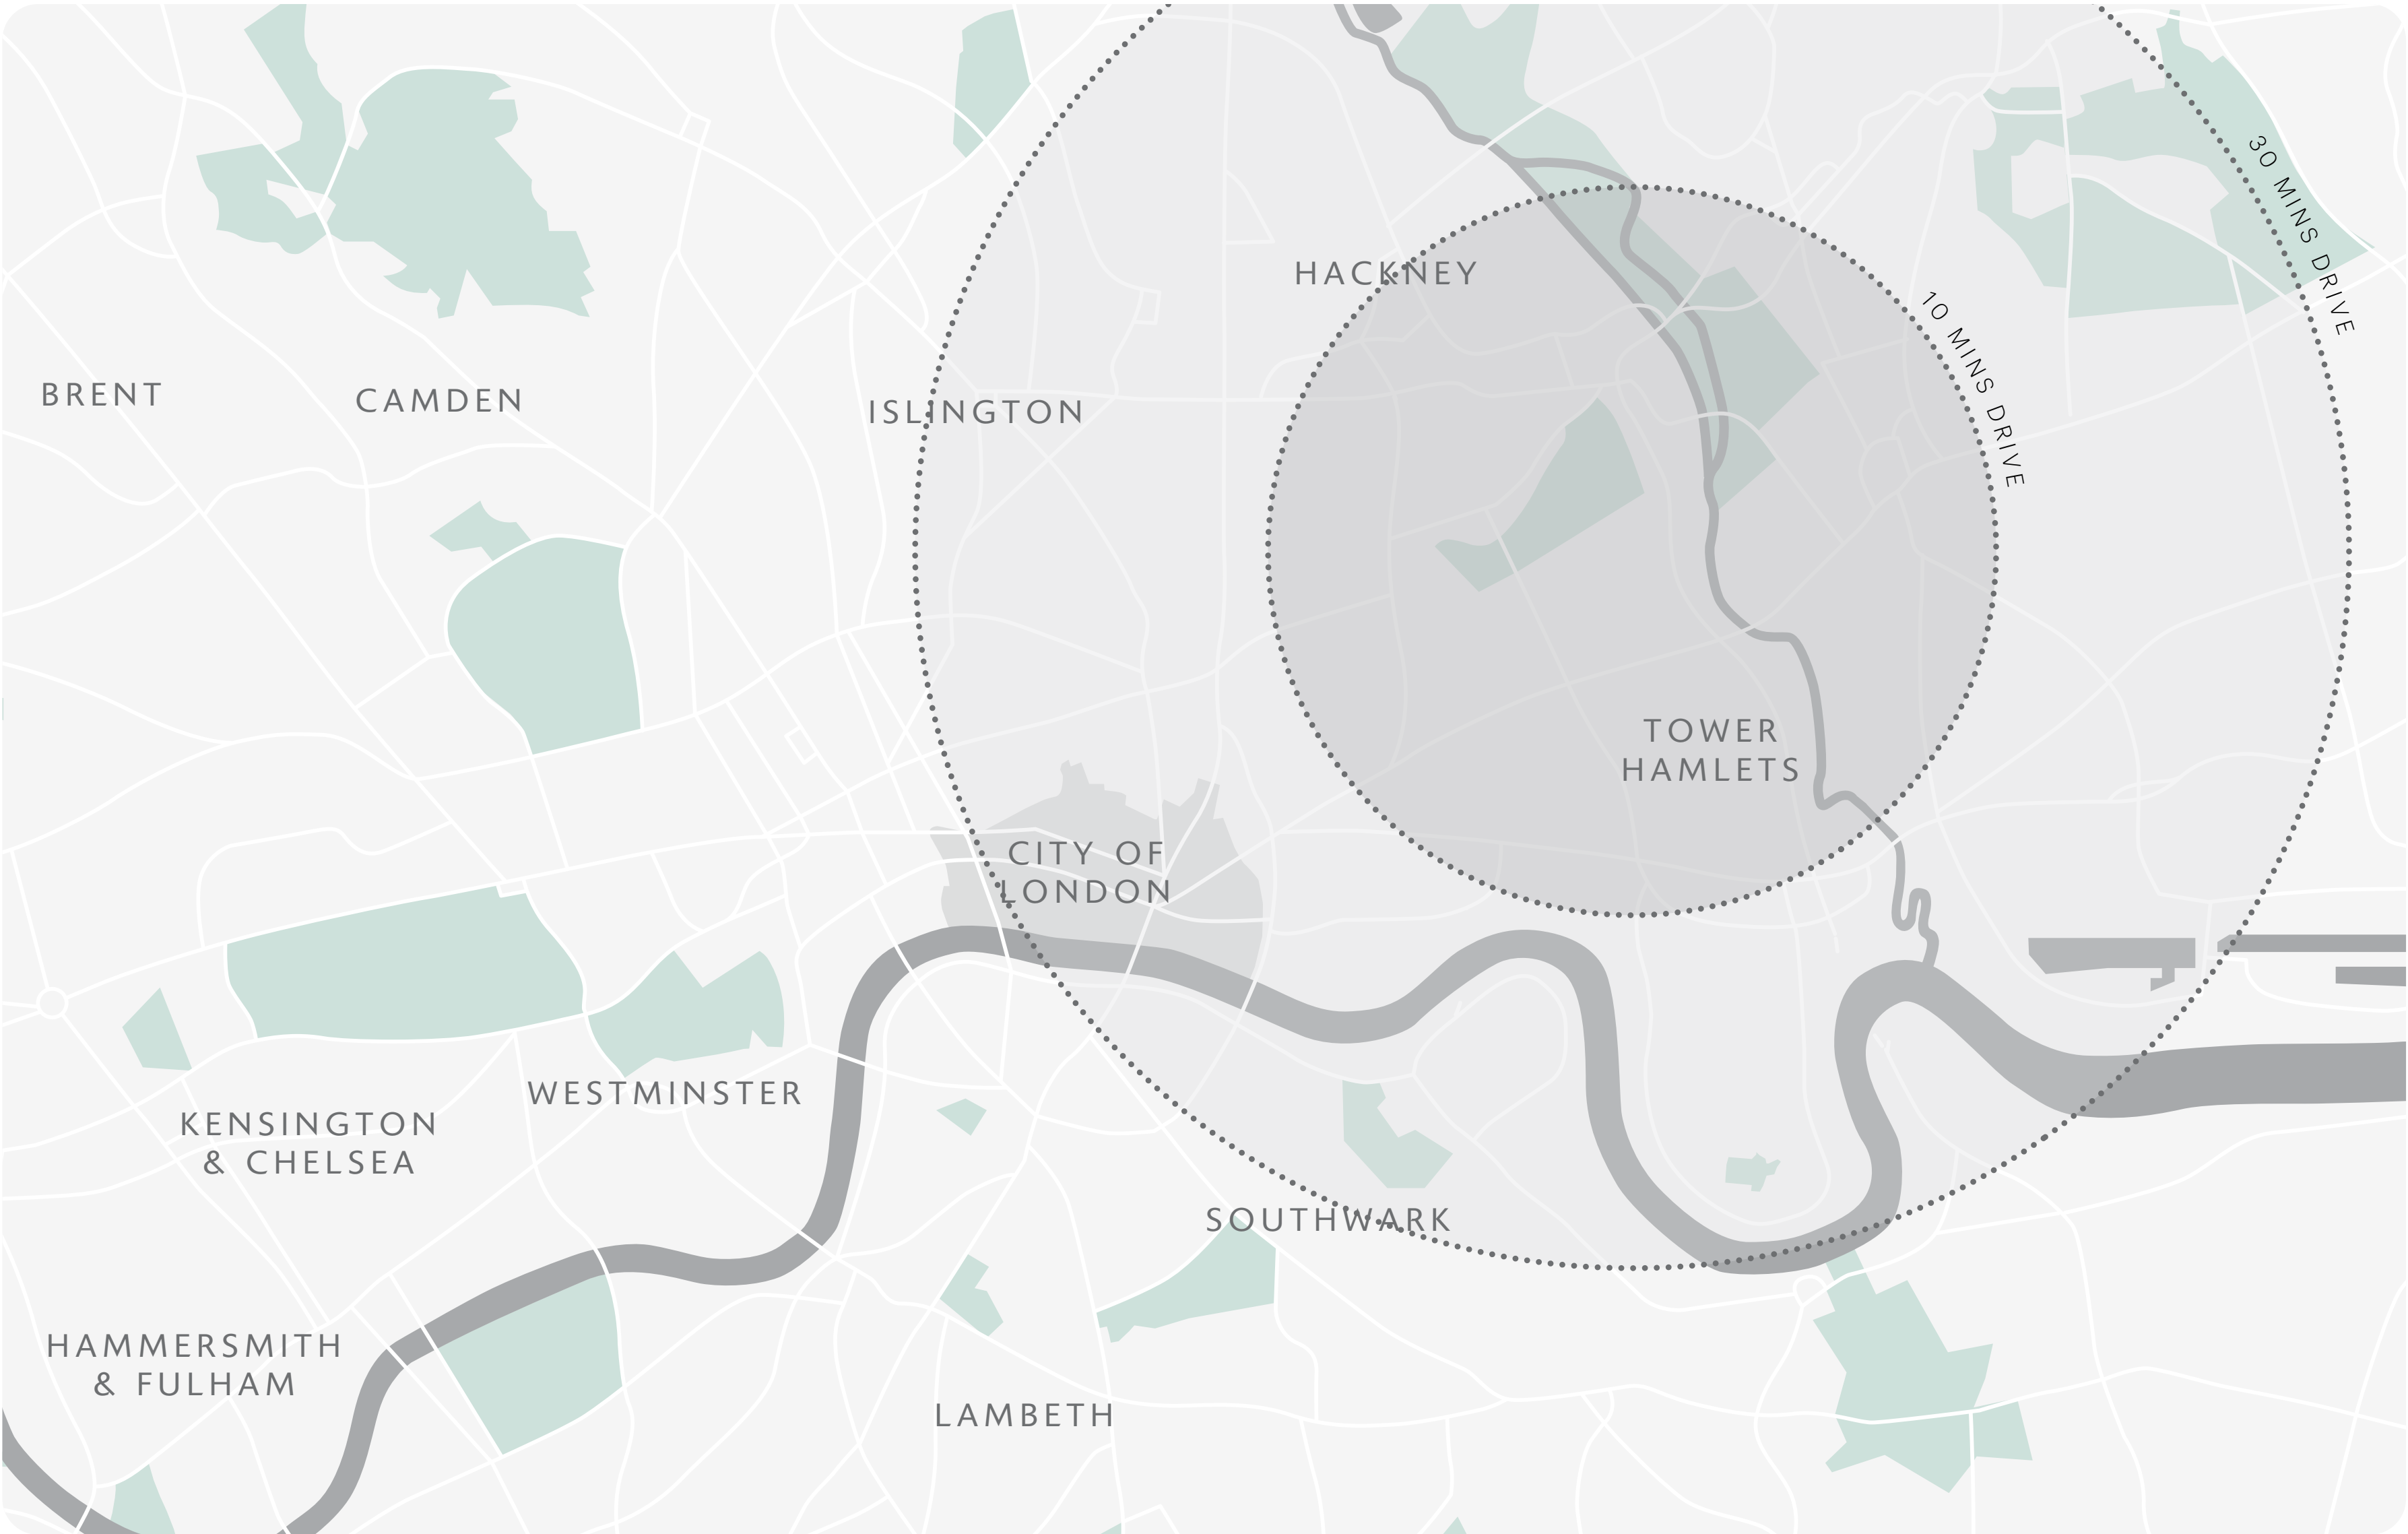 30 MINS DRIVE
HACKNEY
10 MINS DRIVE
BRENT
CAMDEN
ISLINGTON
TOWER
HAMLETS
CITY OF
LONDON
WESTMINSTER
KENSINGTON
& CHELSEA
SOUTHWARK
HAMMERSMITH
& FULHAM
LAMBETH